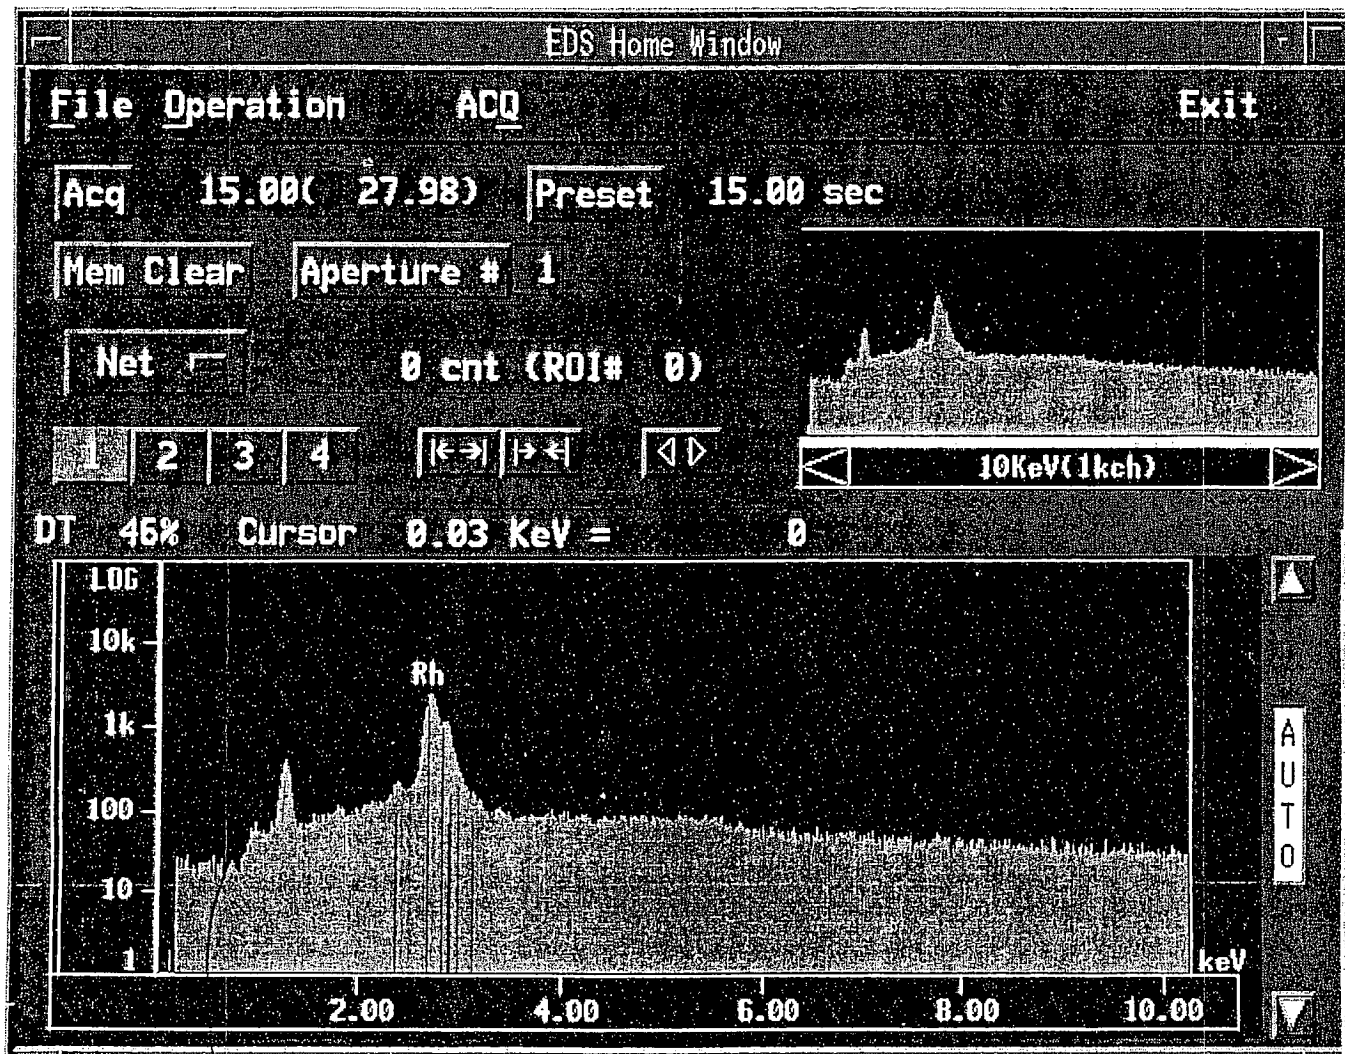 EDS Home Window
File Operation ACQ Exit
Acq 15.00( 27.98) Preset 15.00 sec
Mem Clear Aperture # 1
Net 0 cnt (ROI# 0)
1 2 3 4
10KeV(1kch)
DT 46% Cursor 0.03 KeV = 0
LOG
10k
Rh
1k
100
10
1
keV
2.00 4.00 6.00 8.00 10.00
AUTO